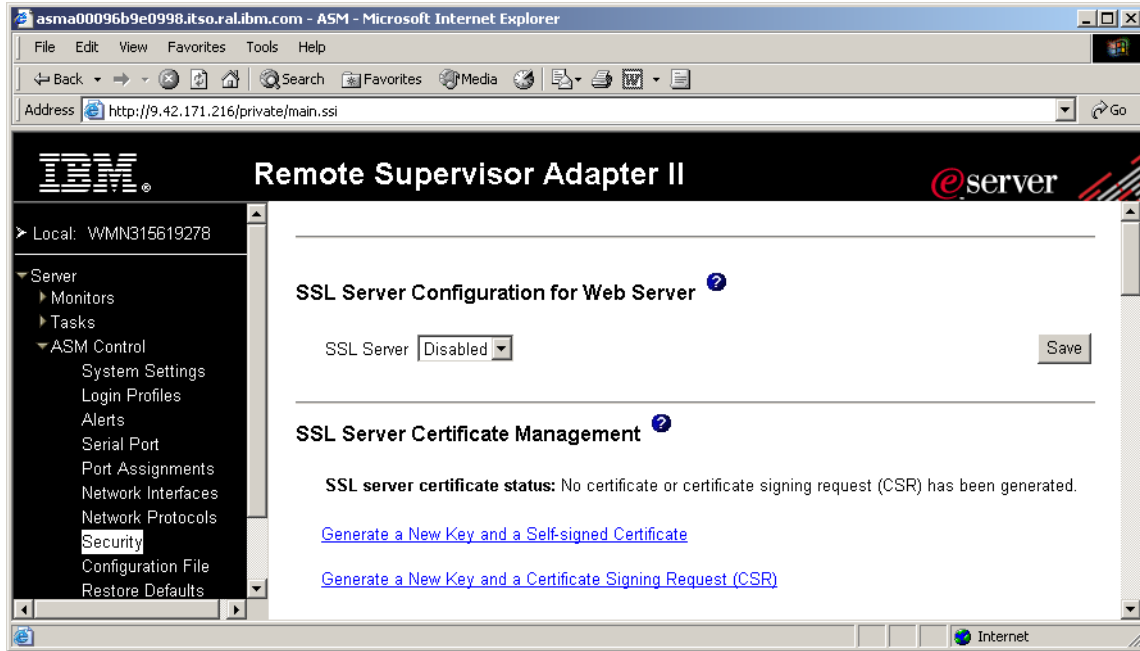 asma00096b9e0998.itso.ral.ibm.com - ASM - Microsoft Internet Explorer
File Edit View Favorites Tools Help
Back Search Favorites Media
Address http://9.42.171.216/private/main.ssi Go
IBM® Remote Supervisor Adapter II @server
Local: WMN315619278
Server
Monitors
Tasks
ASM Control
System Settings
Login Profiles
Alerts
Serial Port
Port Assignments
Network Interfaces
Network Protocols
Security
Configuration File
Restore Defaults
SSL Server Configuration for Web Server ?
SSL Server Disabled Save
SSL Server Certificate Management ?
SSL server certificate status: No certificate or certificate signing request (CSR) has been generated.
Generate a New Key and a Self-signed Certificate
Generate a New Key and a Certificate Signing Request (CSR)
Internet